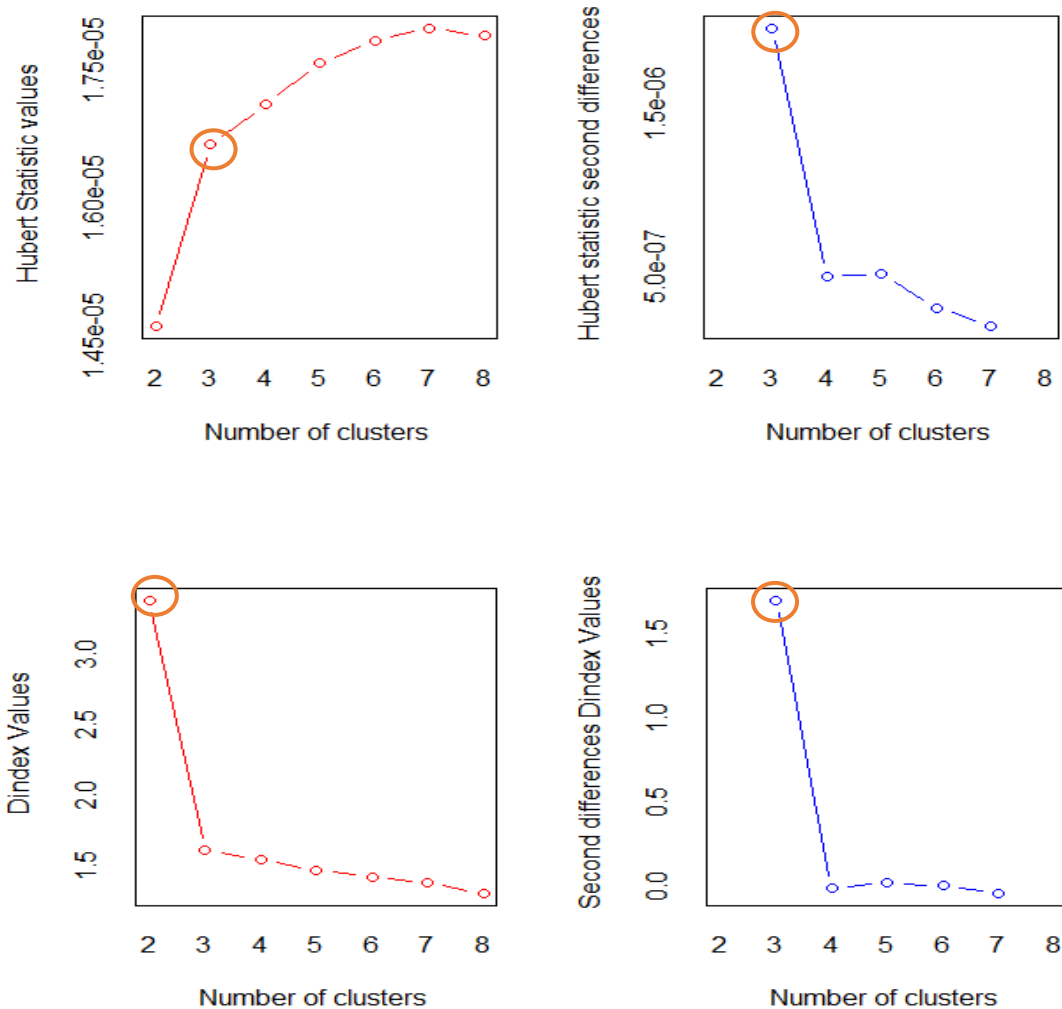 Hubert Statistic values
1.45e-05 1.60e-05 1.75e-05
2 3 4 5 6 7 8
Number of clusters
Hubert statistic second differences
5.0e-07 1.5e-06
2 3 4 5 6 7 8
Number of clusters
Dindex Values
1.5 2.0 2.5 3.0
2 3 4 5 6 7 8
Number of clusters
Second differences Dindex Values
0.0 0.5 1.0 1.5
2 3 4 5 6 7 8
Number of clusters